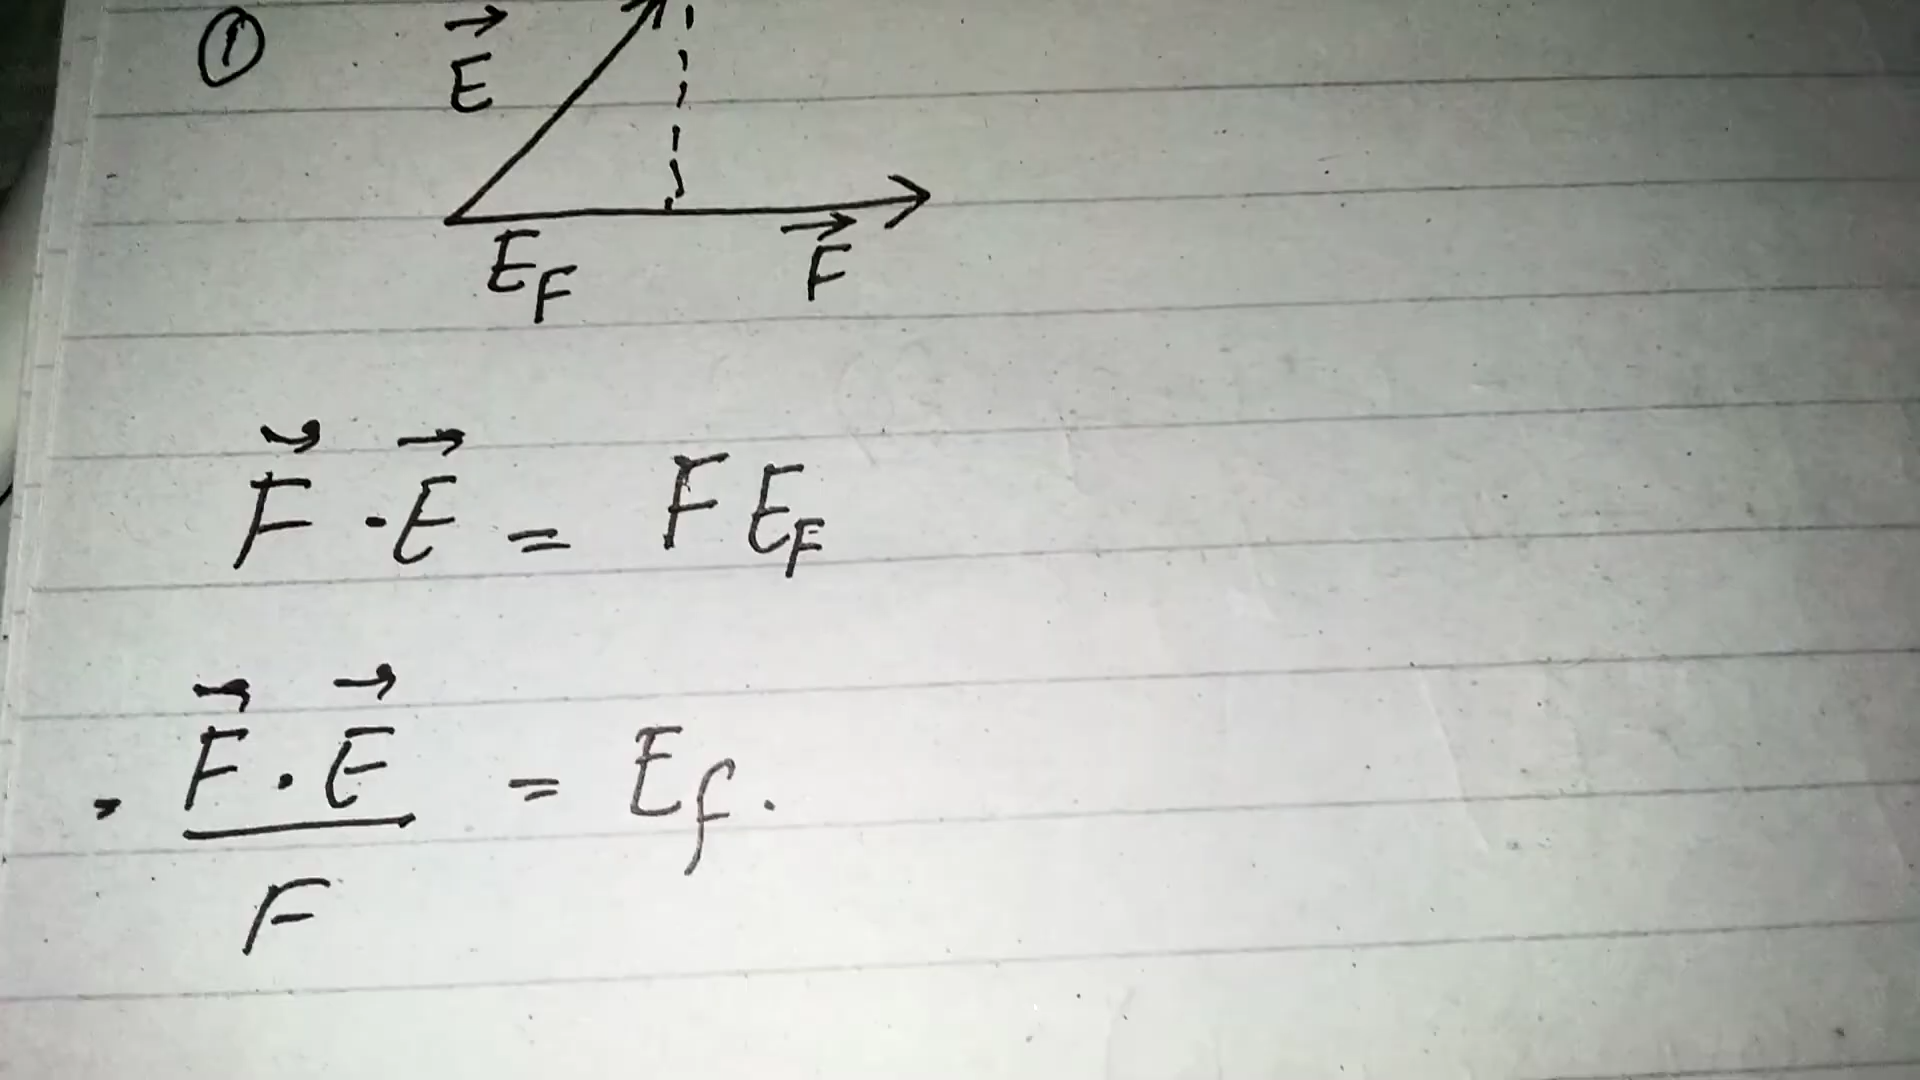 ①
E⃗
E_F F⃗
F⃗ · E⃗ = F E_F
, F⃗ · E⃗ / F = E_f .